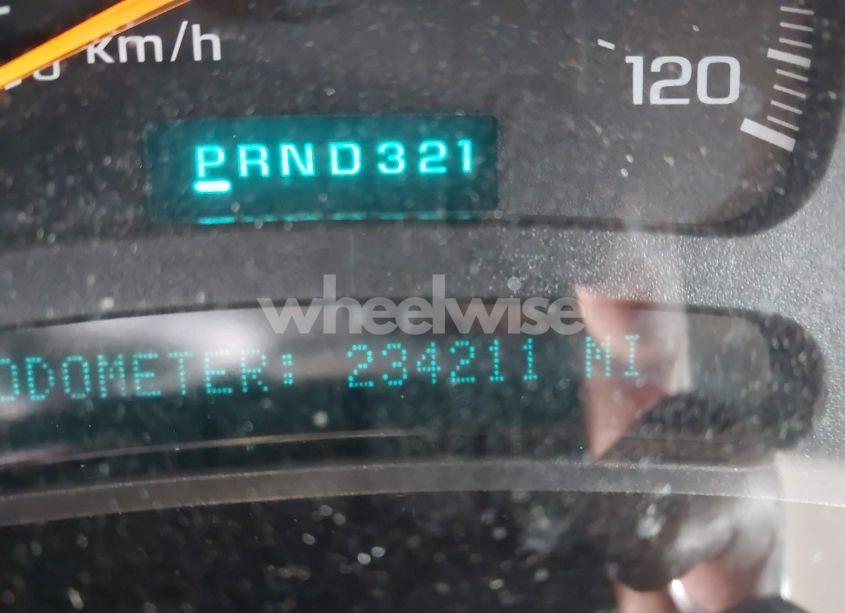 km/h
120
PRND321
wheelwise
ODOMETER: 234211 MI